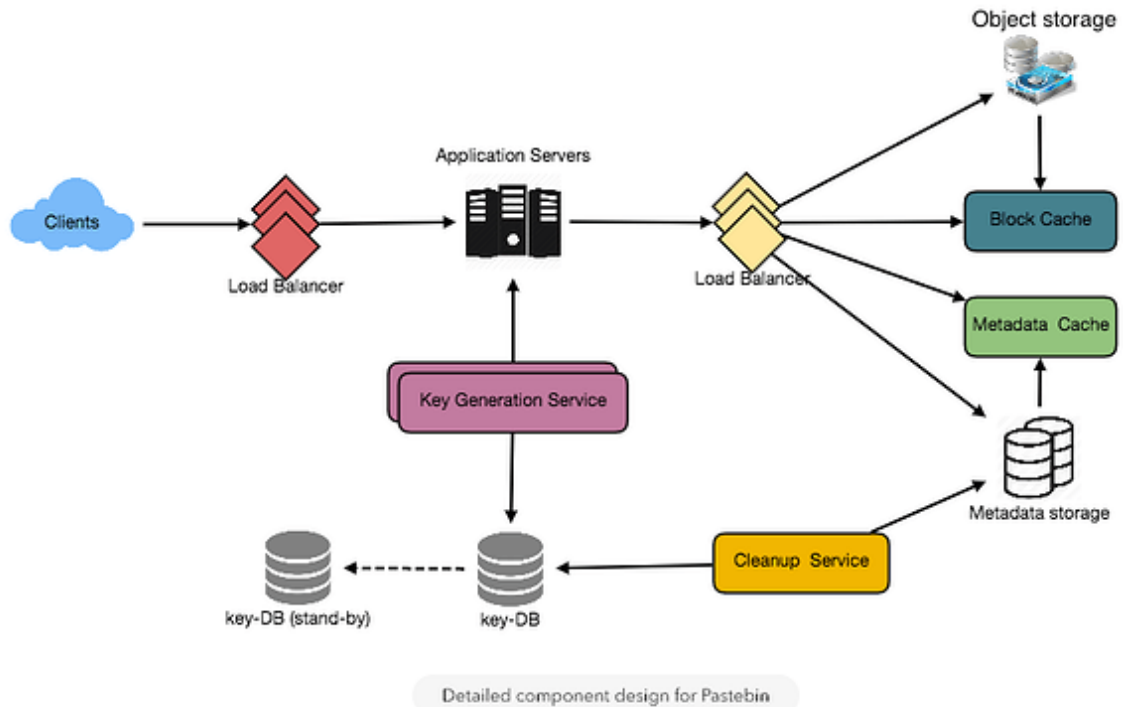 Object storage
Application Servers
Clients
Block Cache
Load Balancer
Load Balancer
Metadata  Cache
Key Generation Service
Metadata storage
Cleanup  Service
key-DB (stand-by)
key-DB
Detailed component design for Pastebin